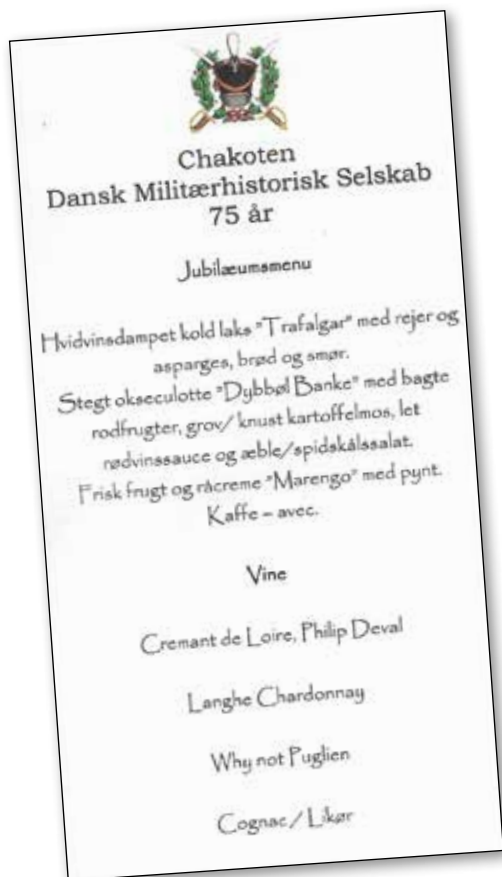 Chakoten
Dansk Militærhistorisk Selskab
75 år
Jubilæumsmenu
Hvidvinsdampet kold laks "Trafalgar" med rejer og
asparges, brød og smør.
Stegt okseculotte "Dybbøl Banke" med bagte
rodfrugter, grov/ knust kartoffelmos, let
rødvinssauce og æble/spidskålssalat.
Frisk frugt og råcreme "Marengo" med pynt.
Kaffe – avec.
Vine
Cremant de Loire, Philip Deval
Langhe Chardonnay
Why not Puglien
Cognac / Likør